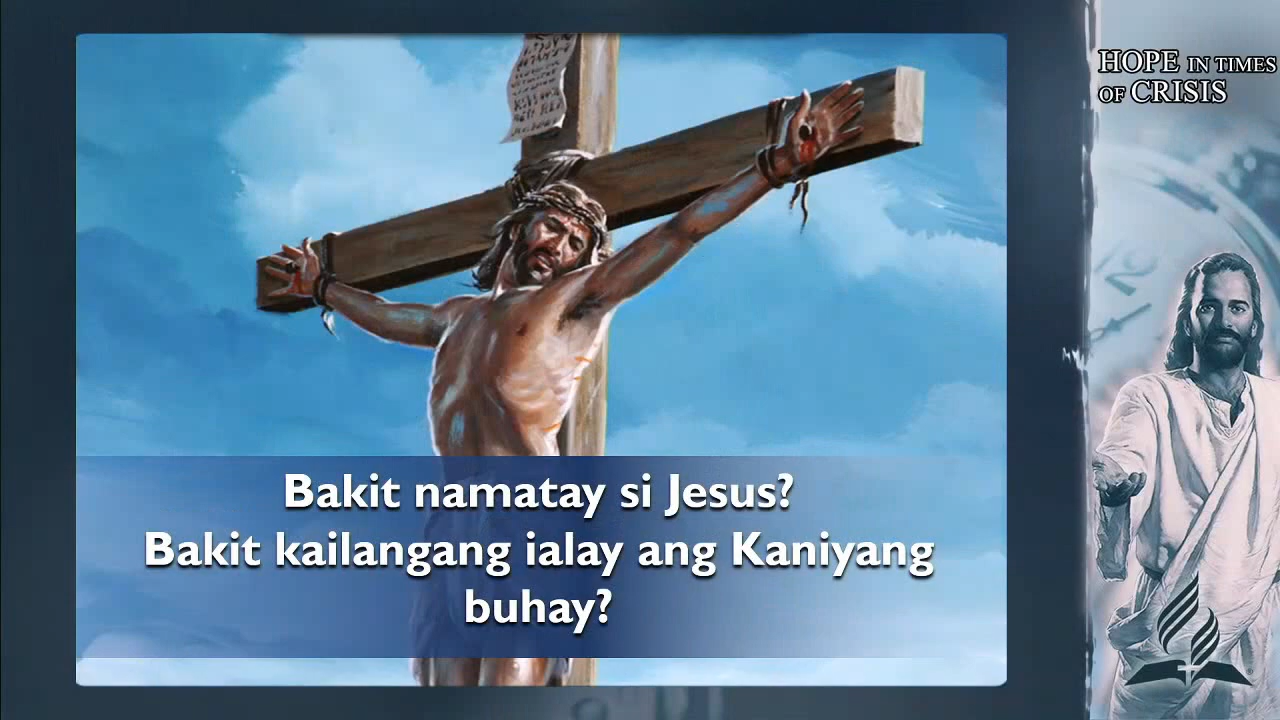 HOPE IN TIMES
OF CRISIS
Bakit namatay si Jesus?
Bakit kailangang ialay ang Kaniyang
buhay?